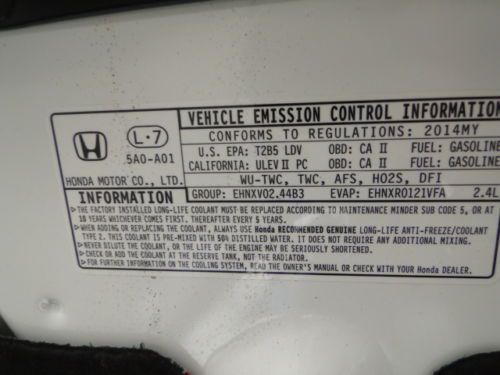 VEHICLE EMISSION CONTROL INFORMATION
L·7
5A0-A01
HONDA MOTOR CO., LTD.
CONFORMS TO REGULATIONS: 2014MY
U.S. EPA: T2B5 LDV OBD: CA II FUEL: GASOLINE
CALIFORNIA: ULEV II PC OBD: CA II FUEL: GASOLINE
WU-TWC, TWC, AFS, HO2S, DFI
INFORMATION
GROUP: EHNXV02.44B3 EVAP: EHNXR0121VFA 2.4L
▷THE FACTORY INSTALLED LONG-LIFE COOLANT MUST BE REPLACED ACCORDING TO MAINTENANCE MINDER SUB CODE 5, OR AT
10 YEARS WHICHEVER COMES FIRST. THEREAFTER EVERY 5 YEARS.
▷WHEN ADDING OR REPLACING THE COOLANT, ALWAYS USE Honda RECOMMENDED GENUINE LONG-LIFE ANTI-FREEZE/COOLANT
TYPE 2. THIS COOLANT IS PRE-MIXED WITH 50% DISTILLED WATER. IT DOES NOT REQUIRE ANY ADDITIONAL MIXING.
▷NEVER DILUTE THE COOLANT, OR THE LIFE OF THE ENGINE MAY BE SERIOUSLY SHORTENED.
▷CHECK OR ADD THE COOLANT AT THE RESERVE TANK, NOT THE RADIATOR.
▷FOR FURTHER INFORMATION ON THE COOLING SYSTEM, READ THE OWNER'S MANUAL OR CHECK WITH YOUR Honda DEALER.